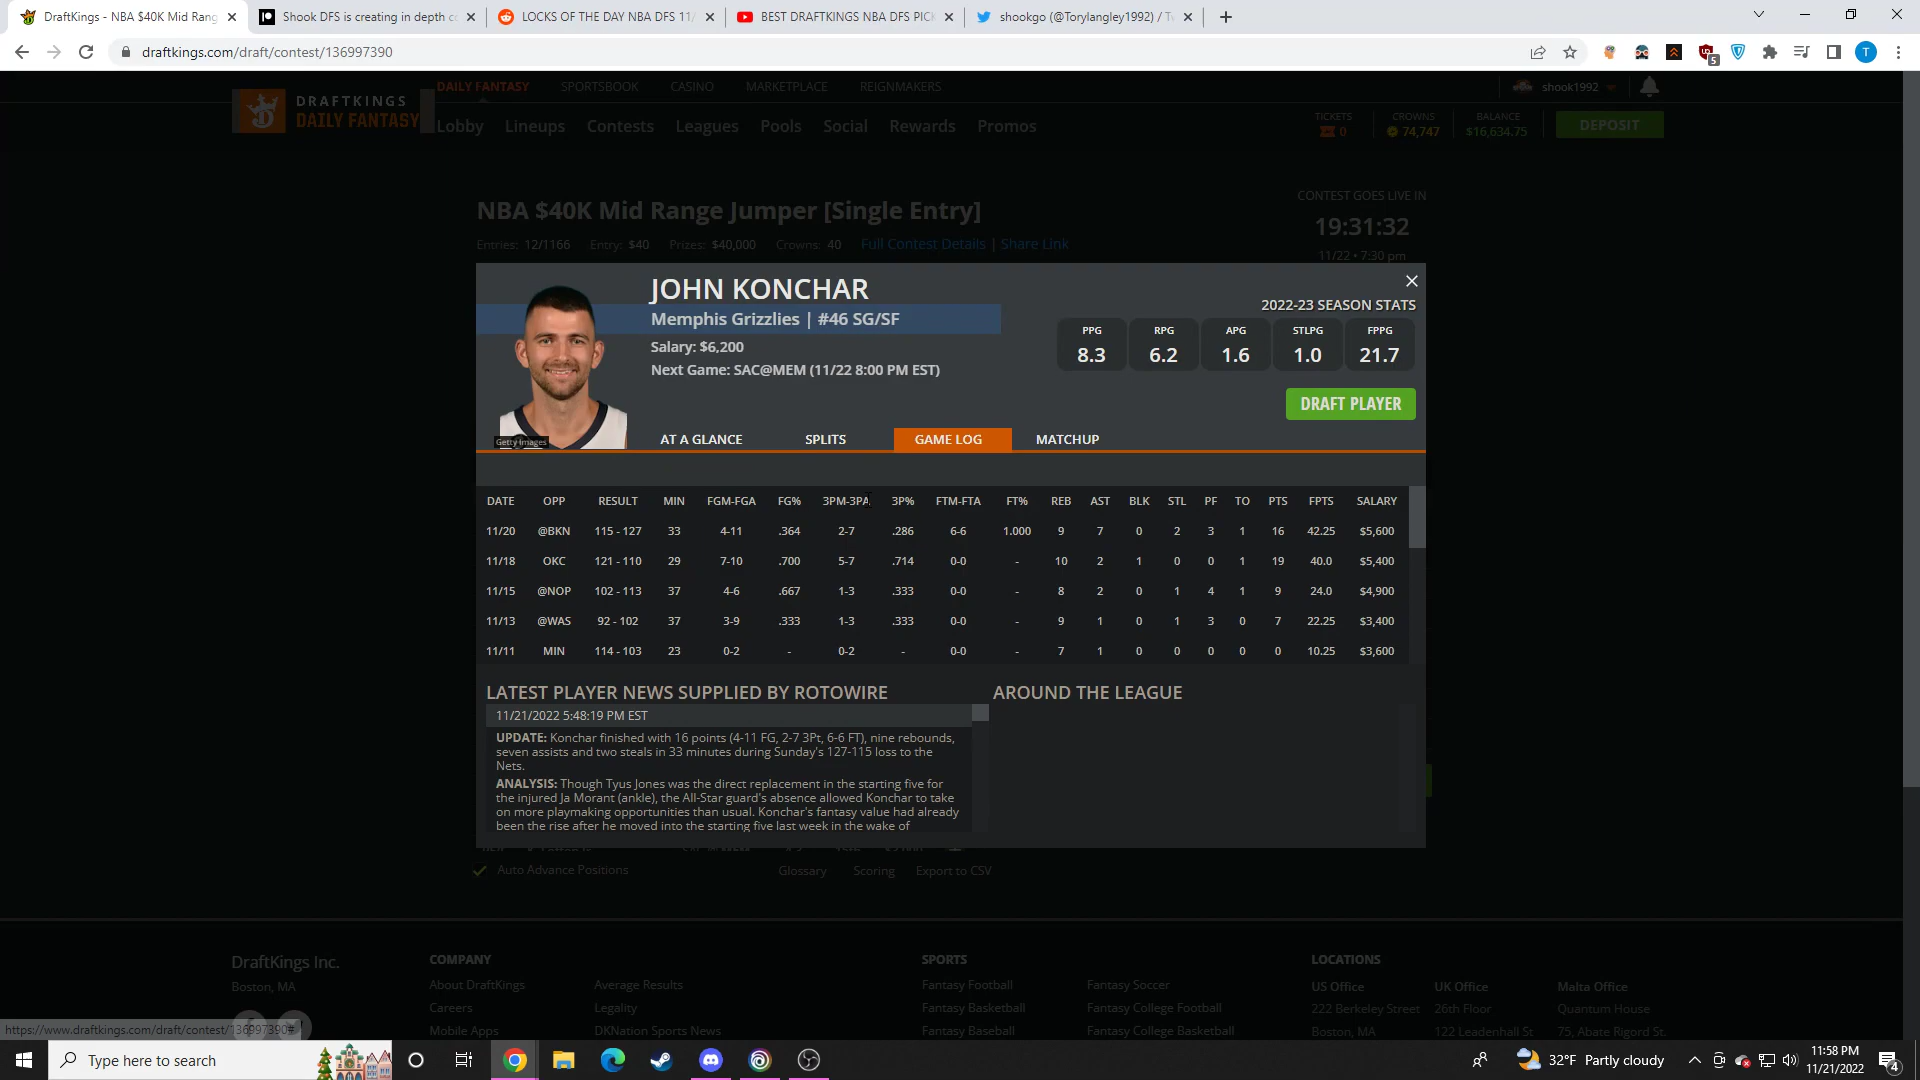 DraftKings - NBA $40K Mid Rang
Shook DFS is creating in depth co
LOCKS OF THE DAY NBA DFS 11/
BEST DRAFTKINGS NBA DFS PICK
shookgo (@Torylangley1992) / Tw
draftkings.com/draft/contest/136997390
5
T
DRAFTKINGS
DAILY FANTASY
DAILY FANTASY SPORTSBOOK CASINO MARKETPLACE REIGNMAKERS
shook1992
Lobby Lineups Contests Leagues Pools Social Rewards Promos
TICKETS 0
CROWNS 74,747
BALANCE $16,634.75
DEPOSIT
NBA $40K Mid Range Jumper [Single Entry]
Entries: 12/1166 Entry: $40 Prizes: $40,000 Crowns: 40 Full Contest Details | Share Link
CONTEST GOES LIVE IN
19:31:32
11/22 • 7:30 pm
JOHN KONCHAR
Memphis Grizzlies | #46 SG/SF
Salary: $6,200
Next Game: SAC@MEM (11/22 8:00 PM EST)
Getty Images
2022-23 SEASON STATS
PPG RPG APG STLPG FPPG
8.3 6.2 1.6 1.0 21.7
DRAFT PLAYER
AT A GLANCE SPLITS GAME LOG MATCHUP
DATE OPP RESULT MIN FGM-FGA FG% 3PM-3PA 3P% FTM-FTA FT% REB AST BLK STL PF TO PTS FPTS SALARY
11/20 @BKN 115 - 127 33 4-11 .364 2-7 .286 6-6 1.000 9 7 0 2 3 1 16 42.25 $5,600
11/18 OKC 121 - 110 29 7-10 .700 5-7 .714 0-0 - 10 2 1 0 0 1 19 40.0 $5,400
11/15 @NOP 102 - 113 37 4-6 .667 1-3 .333 0-0 - 8 2 0 1 4 1 9 24.0 $4,900
11/13 @WAS 92 - 102 37 3-9 .333 1-3 .333 0-0 - 9 1 0 1 3 0 7 22.25 $3,400
11/11 MIN 114 - 103 23 0-2 - 0-2 - 0-0 - 7 1 0 0 0 0 0 10.25 $3,600
LATEST PLAYER NEWS SUPPLIED BY ROTOWIRE
11/21/2022 5:48:19 PM EST
UPDATE: Konchar finished with 16 points (4-11 FG, 2-7 3Pt, 6-6 FT), nine rebounds,
seven assists and two steals in 33 minutes during Sunday's 127-115 loss to the
Nets.
ANALYSIS: Though Tyus Jones was the direct replacement in the starting five for
the injured Ja Morant (ankle), the All-Star guard's absence allowed Konchar to take
on more playmaking opportunities than usual. Konchar's fantasy value had already
been the rise after he moved into the starting five last week in the wake of
AROUND THE LEAGUE
Auto Advance Positions
Glossary Scoring Export to CSV
DraftKings Inc.
Boston, MA
COMPANY
About DraftKings Average Results
Careers Legality
Mobile Apps DKNation Sports News
SPORTS
Fantasy Football Fantasy Soccer
Fantasy Basketball Fantasy College Football
Fantasy Baseball Fantasy College Basketball
LOCATIONS
US Office UK Office Malta Office
222 Berkeley Street 26th Floor Quantum House
Boston, MA 122 Leadenhall St 75, Abate Rigord St.
https://www.draftkings.com/draft/contest/136997390#
Type here to search
32°F Partly cloudy
11:58 PM
11/21/2022
4